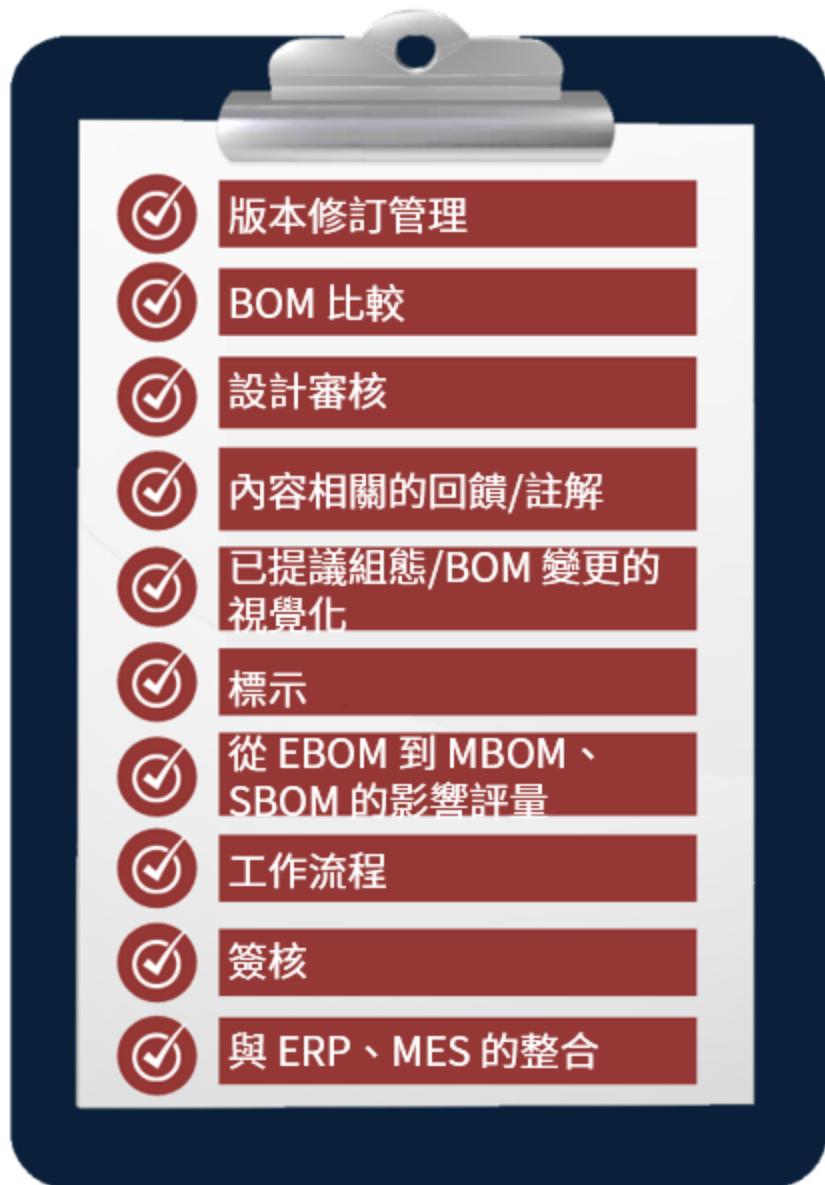 版本修訂管理
BOM 比較
設計審核
內容相關的回饋/註解
已提議組態/BOM 變更的
視覺化
標示
從 EBOM 到 MBOM、
SBOM 的影響評量
工作流程
簽核
與 ERP、MES 的整合